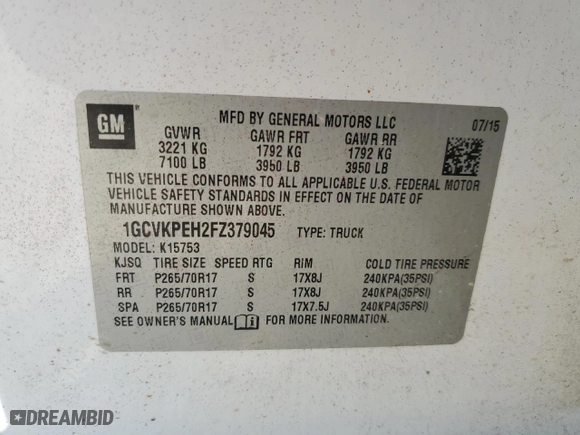 GM
MFD BY GENERAL MOTORS LLC 07/15
GVWR GAWR FRT GAWR RR
3221 KG 1792 KG 1792 KG
7100 LB 3950 LB 3950 LB
THIS VEHICLE CONFORMS TO ALL APPLICABLE U.S. FEDERAL MOTOR
VEHICLE SAFETY STANDARDS IN EFFECT ON THE DATE OF
MANUFACTURE SHOWN ABOVE.
1GCVKPEH2FZ379045 TYPE: TRUCK
MODEL: K15753
KJSQ TIRE SIZE SPEED RTG RIM COLD TIRE PRESSURE
FRT P265/70R17 S 17X8J 240KPA(35PSI)
RR P265/70R17 S 17X8J 240KPA(35PSI)
SPA P265/70R17 S 17X7.5J 240KPA(35PSI)
SEE OWNER'S MANUAL FOR MORE INFORMATION.
DREAMBID